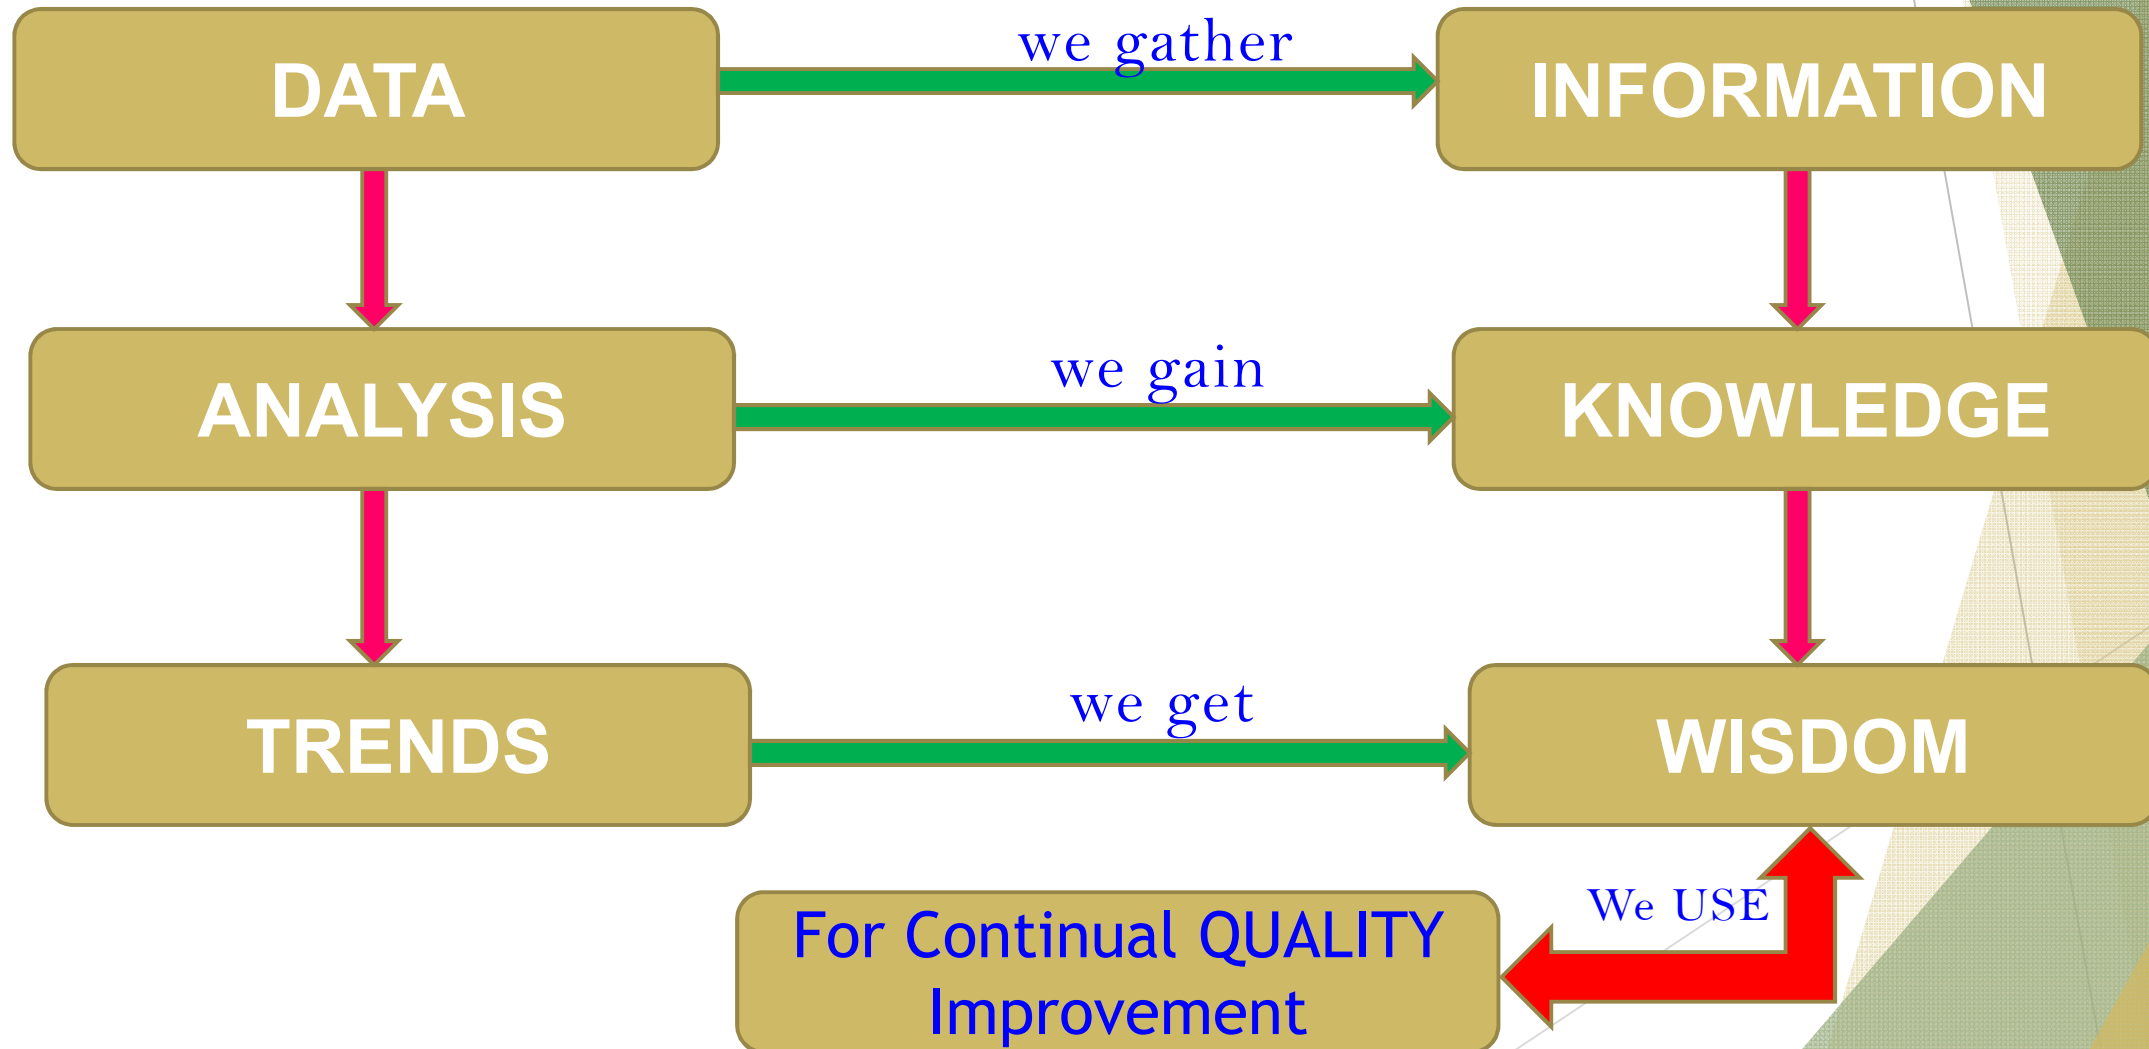 DATA
we gather
INFORMATION
ANALYSIS
we gain
KNOWLEDGE
TRENDS
we get
WISDOM
We USE
For Continual QUALITY
Improvement